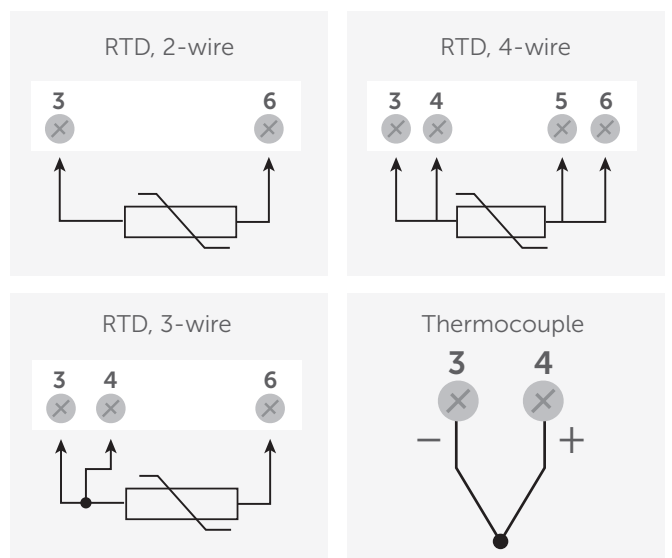 RTD, 2-wire
3 6
RTD, 4-wire
3 4 5 6
RTD, 3-wire
3 4 6
Thermocouple
3 4
− +